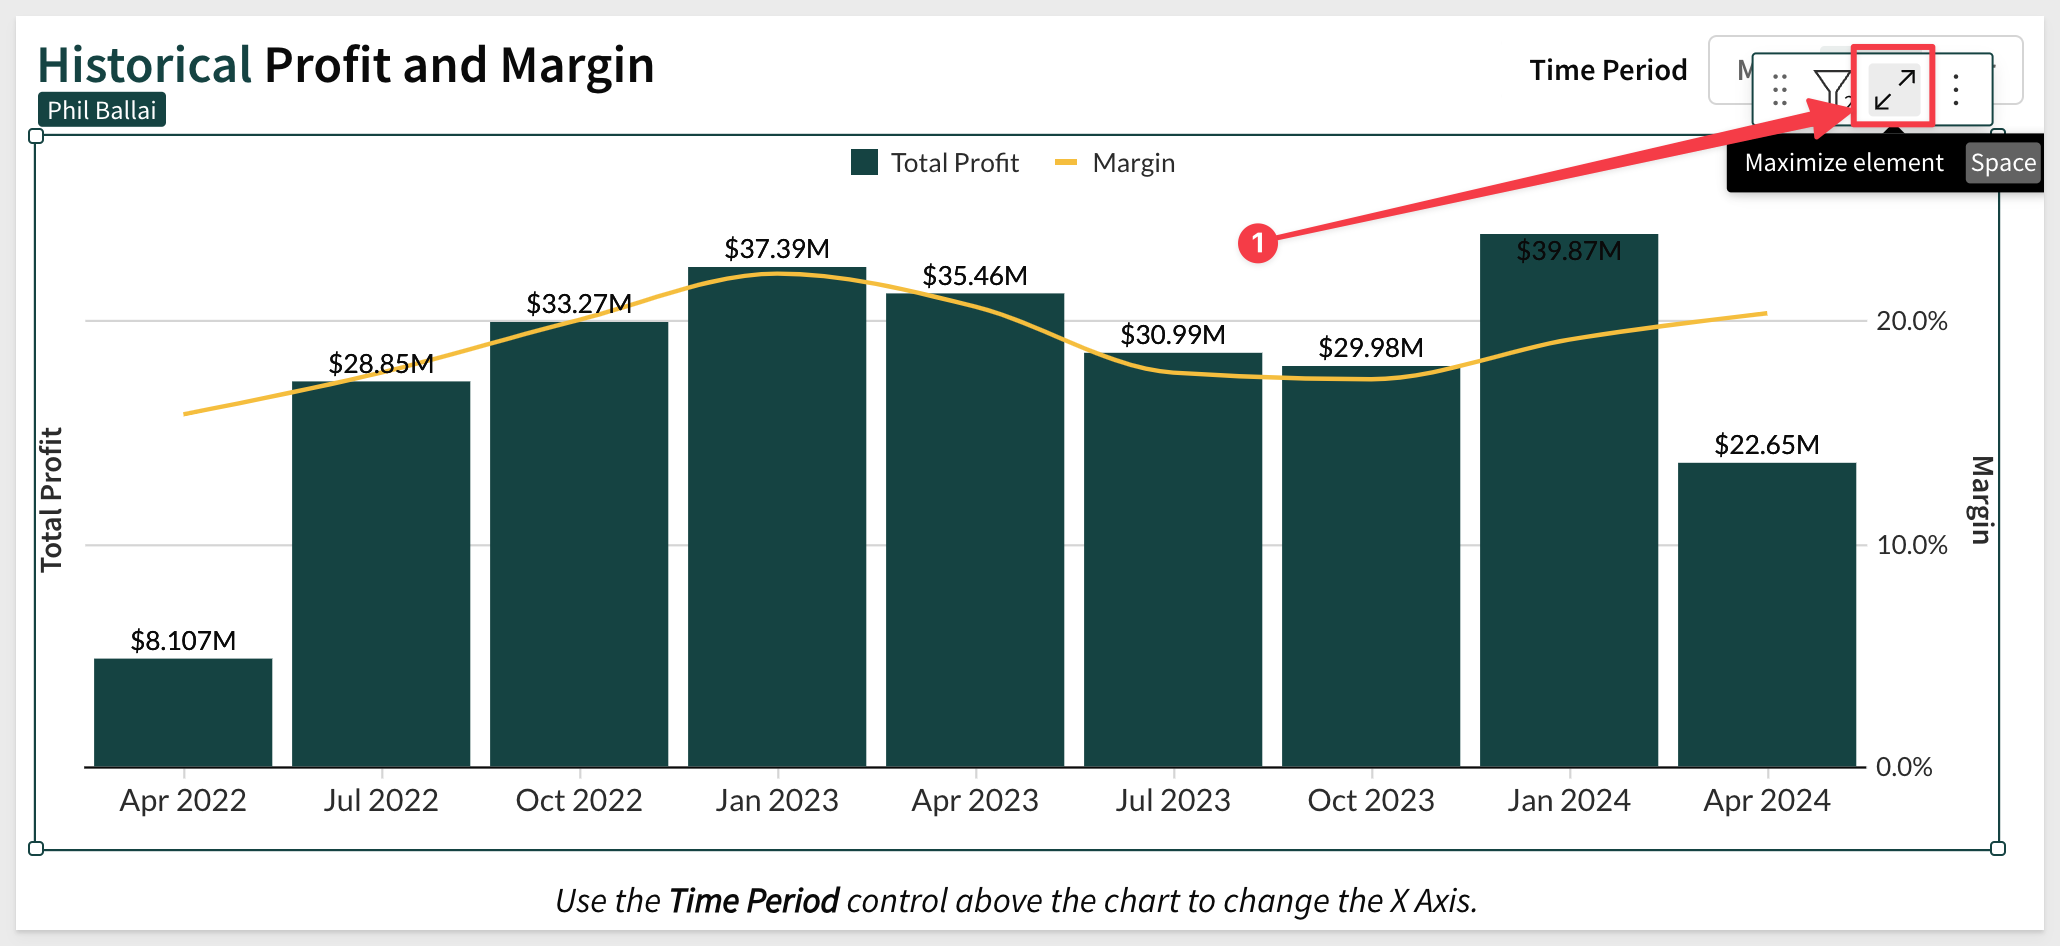 Historical Profit and Margin
Time Period
Phil Ballai
Maximize element Space
Total Profit Margin
1
$37.39M
$35.46M
$39.87M
$33.27M
$30.99M
$29.98M
$28.85M
$22.65M
$8.107M
20.0%
10.0%
0.0%
Total Profit
Margin
Apr 2022 Jul 2022 Oct 2022 Jan 2023 Apr 2023 Jul 2023 Oct 2023 Jan 2024 Apr 2024
Use the Time Period control above the chart to change the X Axis.